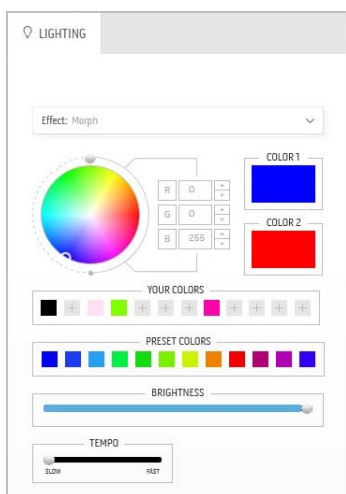 LIGHTING
Effect: Morph
COLOR 1
R 0
G 0
B 255
COLOR 2
YOUR COLORS
PRESET COLORS
BRIGHTNESS
TEMPO
SLOW FAST